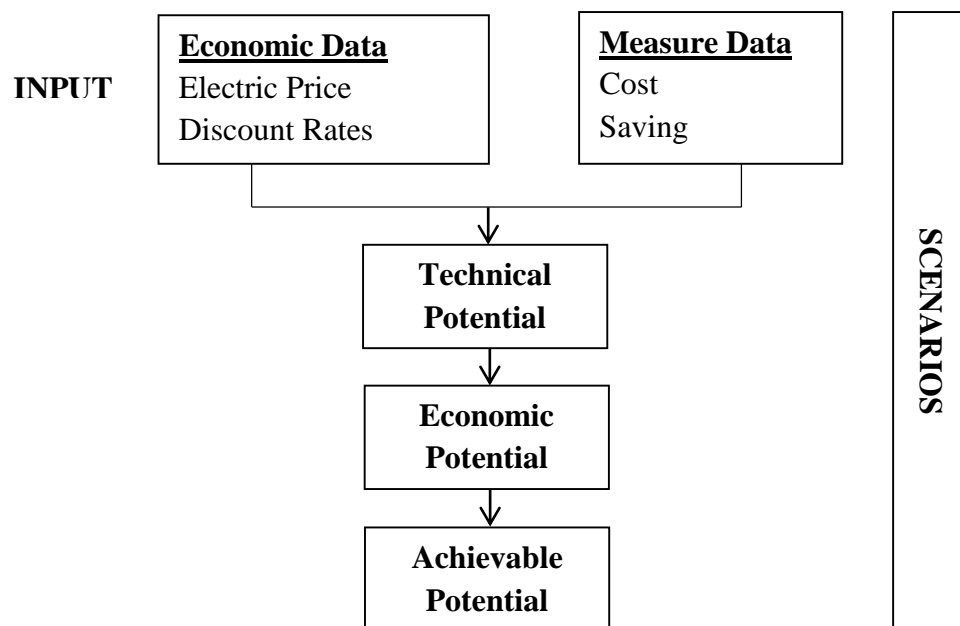 INPUT
Economic Data
Electric Price
Discount Rates
Measure Data
Cost
Saving
Technical
Potential
Economic
Potential
Achievable
Potential
SCENARIOS